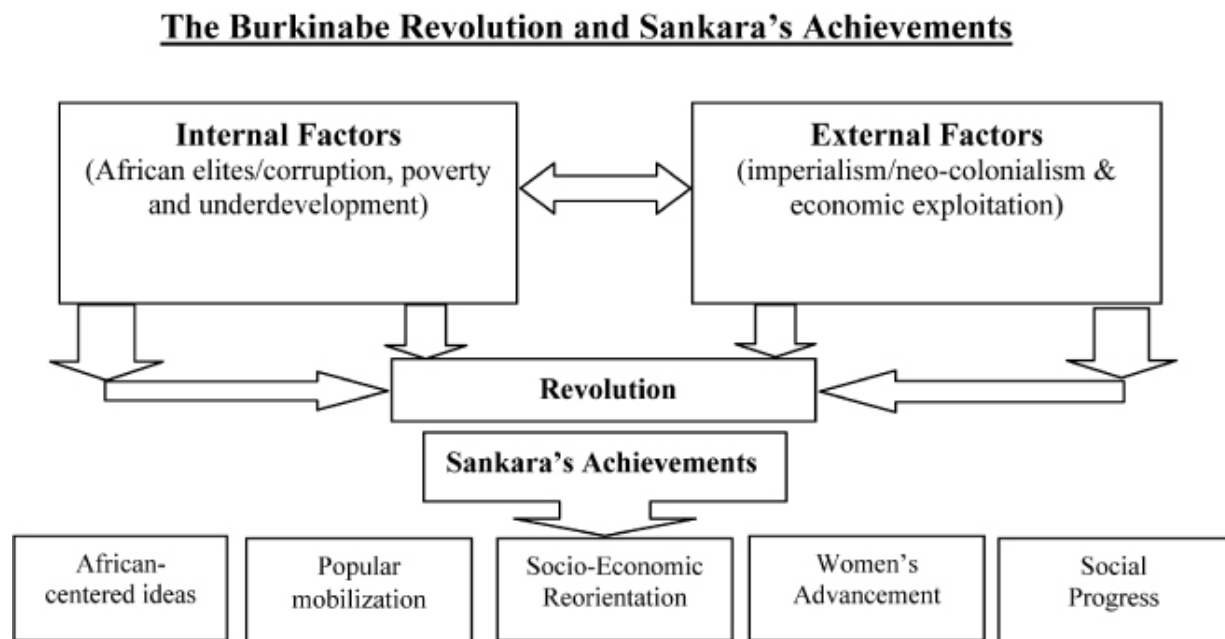 The Burkinabe Revolution and Sankara's Achievements
Internal Factors
(African elites/corruption, poverty
and underdevelopment)
External Factors
(imperialism/neo-colonialism &
economic exploitation)
Revolution
Sankara's Achievements
African-
centered ideas
Popular
mobilization
Socio-Economic
Reorientation
Women's
Advancement
Social
Progress